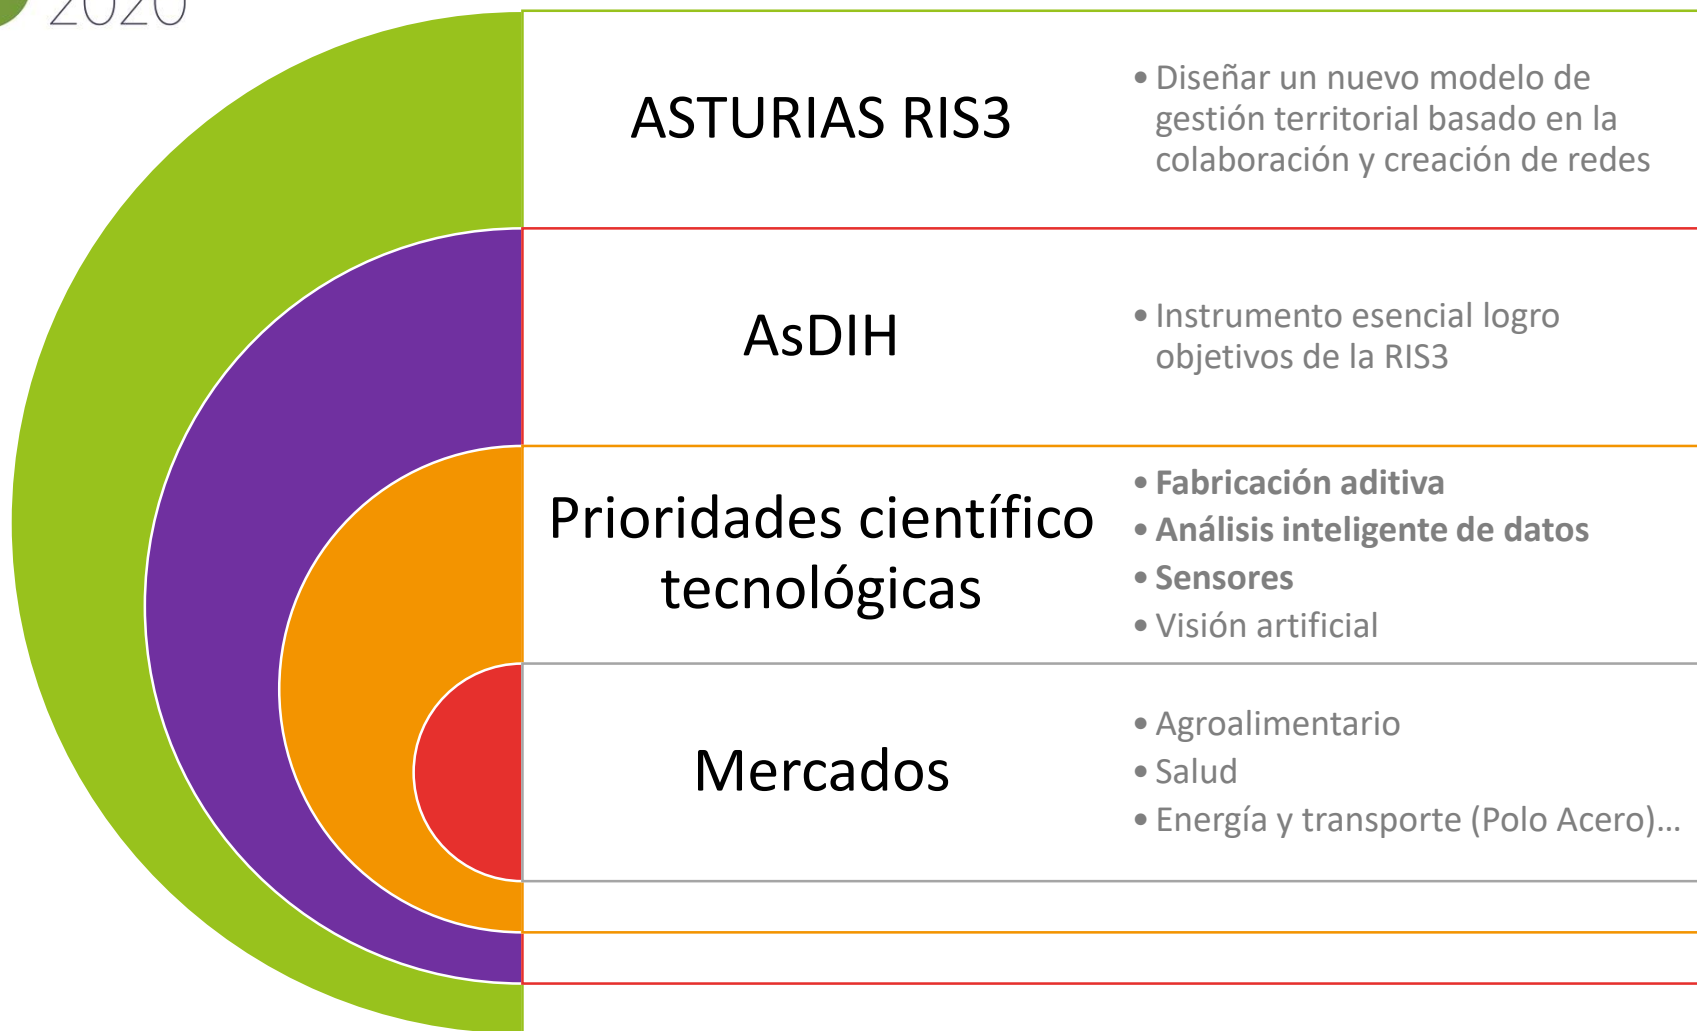 2020
ASTURIAS RIS3
• Diseñar un nuevo modelo de
gestión territorial basado en la
colaboración y creación de redes
AsDIH
• Instrumento esencial logro
objetivos de la RIS3
Prioridades científico
tecnológicas
• Fabricación aditiva
• Análisis inteligente de datos
• Sensores
• Visión artificial
Mercados
• Agroalimentario
• Salud
• Energía y transporte (Polo Acero)...